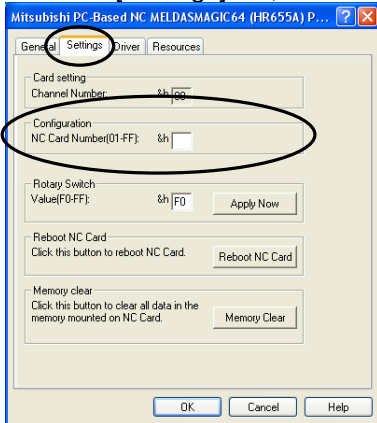 Mitsubishi PC-Based NC MELDASMAGIC64 (HR655A) P...
General Settings Driver Resources
Card setting
Channel Number: &h 00
Configuration
NC Card Number(01-FF): &h
Rotary Switch
Value(F0-FF): &h F0 Apply Now
Reboot NC Card
Click this button to reboot NC Card. Reboot NC Card
Memory clear
Click this button to clear all data in the
memory mounted on NC Card. Memory Clear
OK Cancel Help